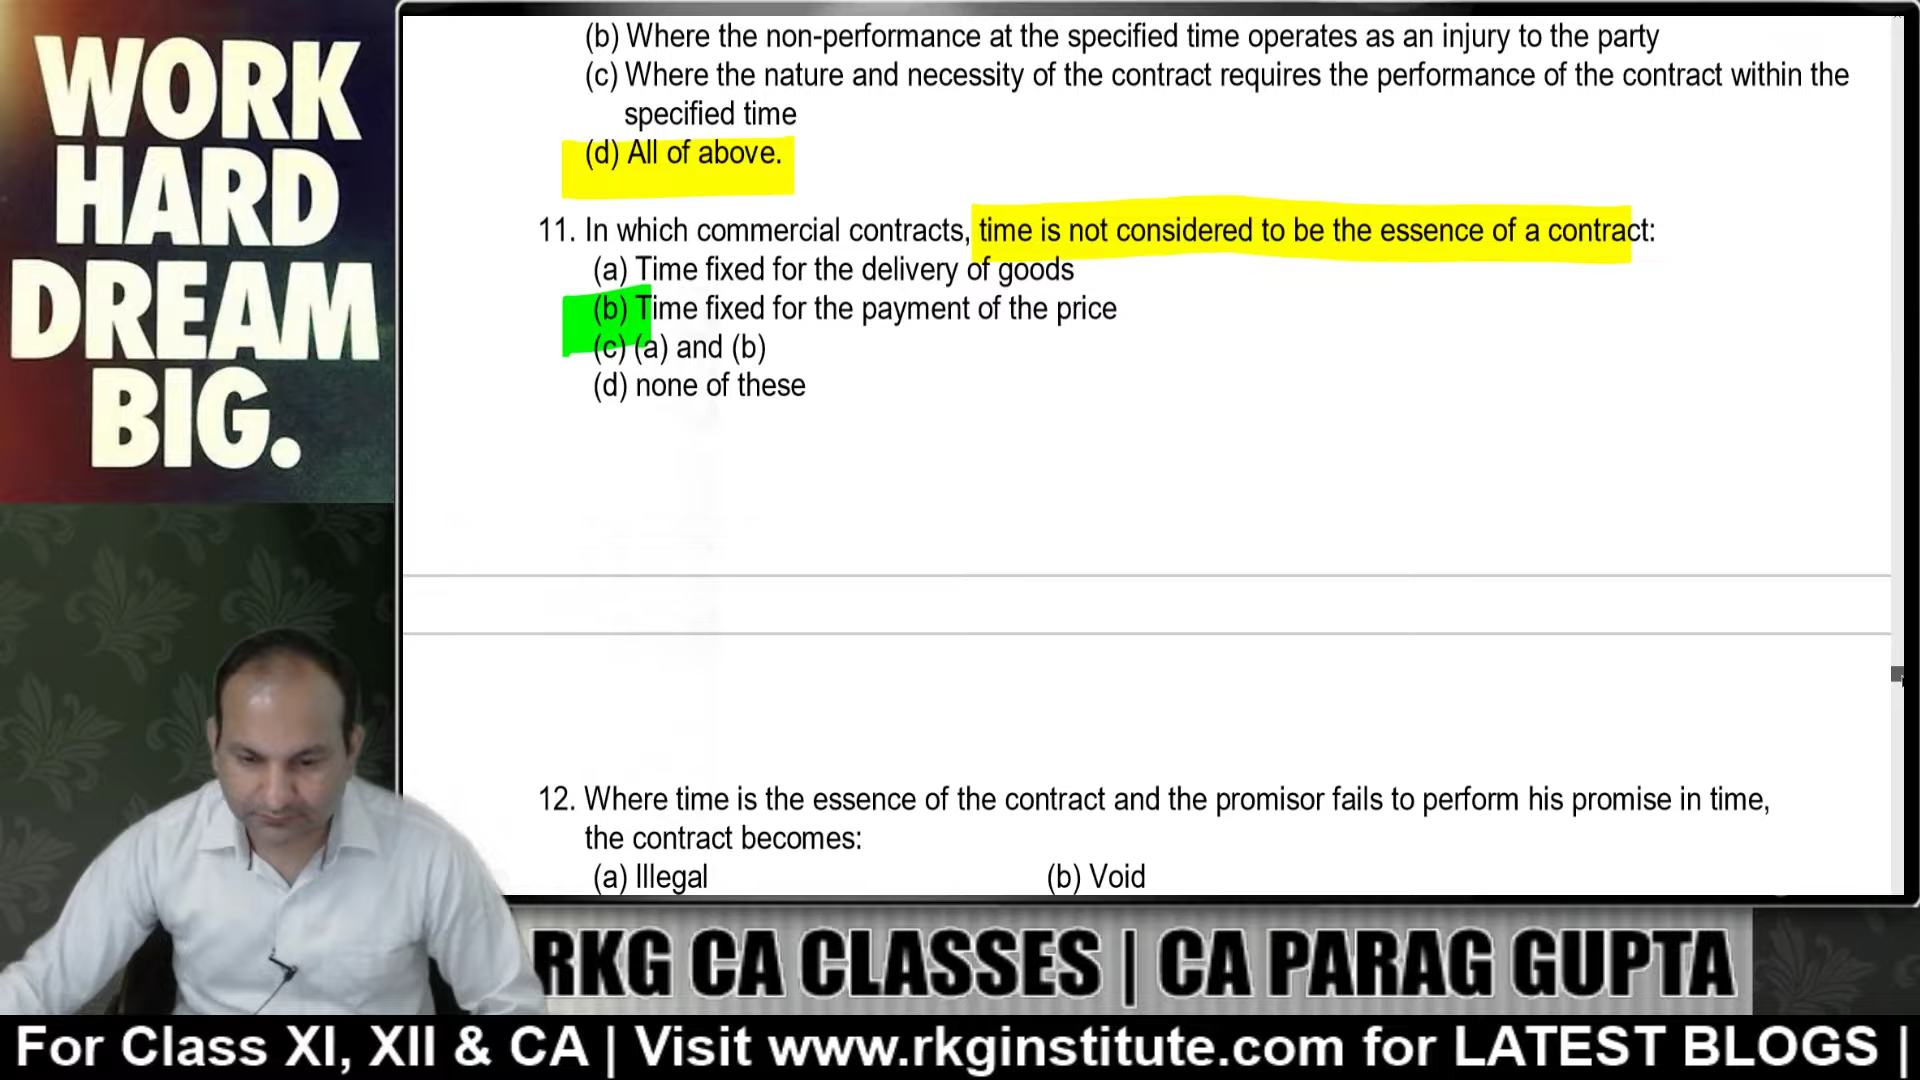 WORK
HARD
DREAM
BIG.
(b) Where the non-performance at the specified time operates as an injury to the party
(c) Where the nature and necessity of the contract requires the performance of the contract within the
specified time
(d) All of above.
11. In which commercial contracts, time is not considered to be the essence of a contract:
(a) Time fixed for the delivery of goods
(b) Time fixed for the payment of the price
(c) (a) and (b)
(d) none of these
12. Where time is the essence of the contract and the promisor fails to perform his promise in time,
the contract becomes:
(a) Illegal (b) Void
RKG CA CLASSES | CA PARAG GUPTA
For Class XI, XII & CA | Visit www.rkginstitute.com for LATEST BLOGS |